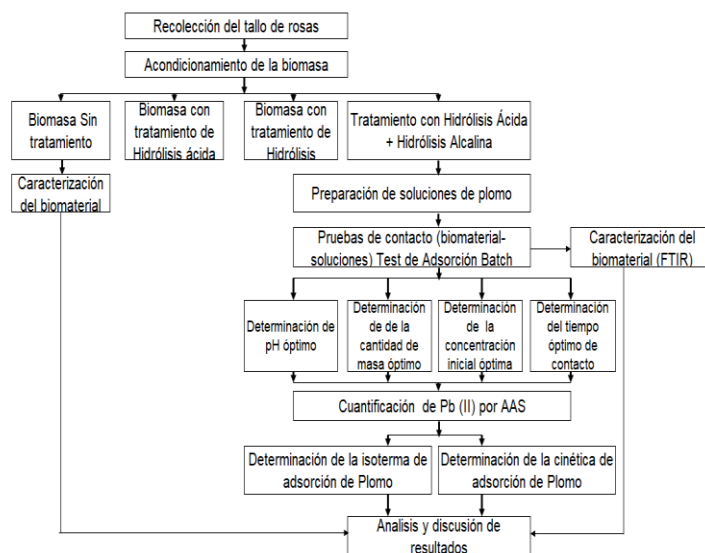 Recolección del tallo de rosas
Acondicionamiento de la biomasa
Biomasa Sin
tratamiento
Biomasa con
tratamiento de
Hidrólisis ácida
Biomasa con
tratamiento de
Hidrólisis
Tratamiento con Hidrólisis Ácida
+ Hidrólisis Alcalina
Caracterización
del biomaterial
Preparación de soluciones de plomo
Pruebas de contacto (biomaterial-
soluciones) Test de Adsorción Batch
Caracterización del
biomaterial (FTIR)
Determinación de
pH óptimo
Determinación
de de la
cantidad de
masa óptimo
Determinación
de la
concentración
inicial óptima
Determinación
del tiempo
óptimo de
contacto
Cuantificación de Pb (II) por AAS
Determinación de la isoterma de
adsorción de Plomo
Determinación de la cinética de
adsorción de Plomo
Analisis y discusión de
resultados